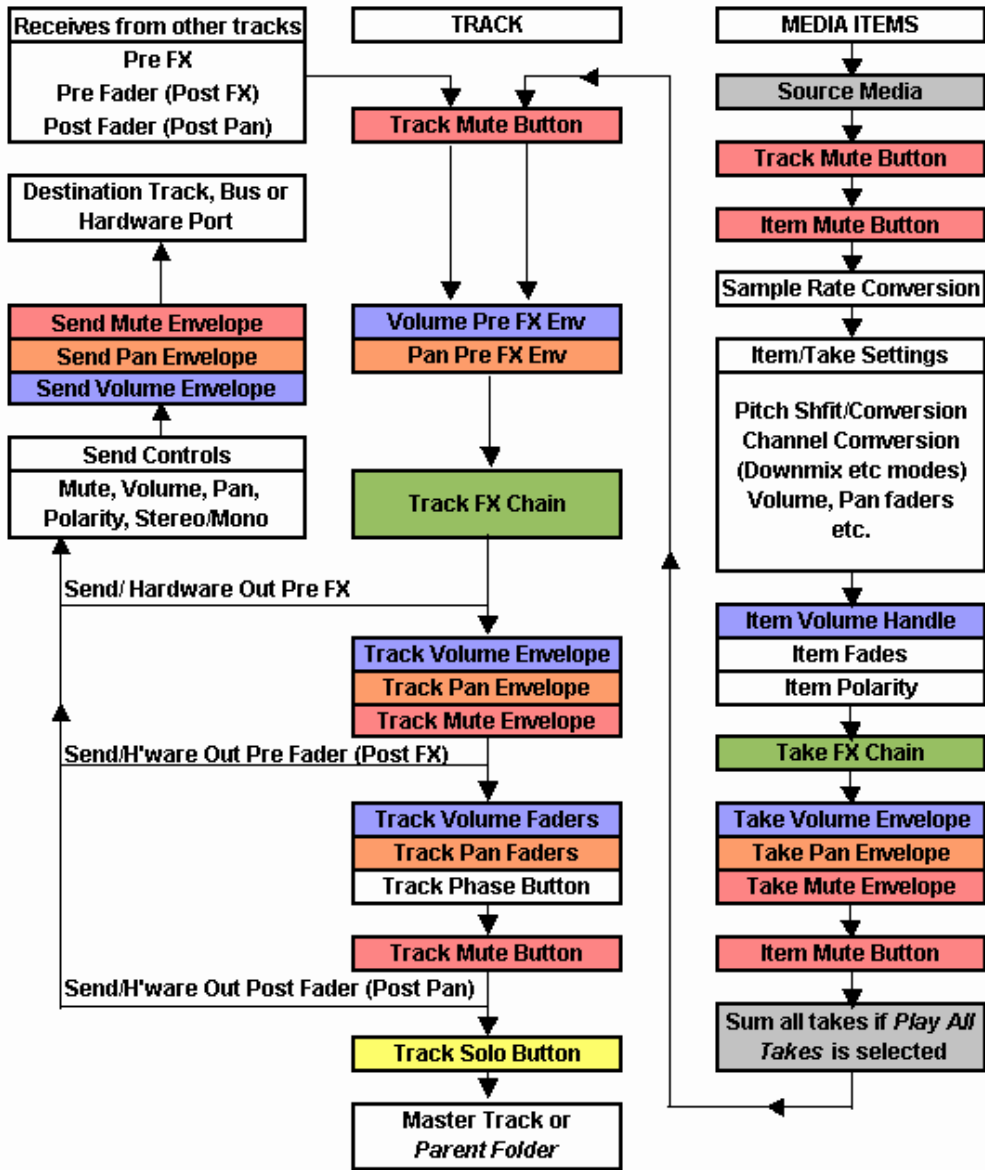 Receives from other tracks
Pre FX
Pre Fader (Post FX)
Post Fader (Post Pan)
Destination Track, Bus or
Hardware Port
Send Mute Envelope
Send Pan Envelope
Send Volume Envelope
Send Controls
Mute, Volume, Pan,
Polarity, Stereo/Mono
Send/ Hardware Out Pre FX
Send/H'ware Out Pre Fader (Post FX)
Send/H'ware Out Post Fader (Post Pan)
TRACK
Track Mute Button
Volume Pre FX Env
Pan Pre FX Env
Track FX Chain
Track Volume Envelope
Track Pan Envelope
Track Mute Envelope
Track Volume Faders
Track Pan Faders
Track Phase Button
Track Mute Button
Track Solo Button
Master Track or
Parent Folder
MEDIA ITEMS
Source Media
Track Mute Button
Item Mute Button
Sample Rate Conversion
Item/Take Settings
Pitch Shfit/Conversion
Channel Comversion
(Downmix etc modes)
Volume, Pan faders
etc.
Item Volume Handle
Item Fades
Item Polarity
Take FX Chain
Take Volume Envelope
Take Pan Envelope
Take Mute Envelope
Item Mute Button
Sum all takes if Play All
Takes is selected